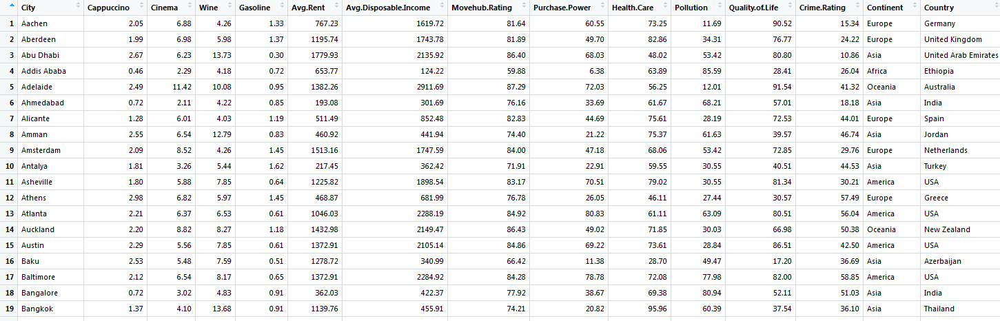 City Cappuccino Cinema Wine Gasoline Avg.Rent Avg.Disposable.Income Movehub.Rating Purchase.Power Health.Care Pollution Quality.of.Life Crime.Rating Continent Country
1 Aachen 2.05 6.88 4.26 1.33 767.23 1619.72 81.64 60.55 73.25 11.69 90.52 15.34 Europe Germany
2 Aberdeen 1.99 6.98 5.98 1.37 1195.74 1743.78 81.89 49.70 82.86 34.31 76.77 24.22 Europe United Kingdom
3 Abu Dhabi 2.67 6.23 13.73 0.30 1779.93 2135.92 86.40 68.03 48.02 53.42 80.80 10.86 Asia United Arab Emirates
4 Addis Ababa 0.46 2.29 4.18 0.72 653.77 124.22 59.88 6.38 63.89 85.59 28.41 26.04 Africa Ethiopia
5 Adelaide 2.49 11.42 10.08 0.95 1382.26 2911.69 87.29 72.03 56.25 12.01 91.54 41.32 Oceania Australia
6 Ahmedabad 0.72 2.11 4.22 0.85 193.08 301.69 76.16 33.69 61.67 68.21 57.01 18.18 Asia India
7 Alicante 1.28 6.01 4.03 1.19 511.49 852.48 82.83 44.69 75.61 28.19 72.53 44.01 Europe Spain
8 Amman 2.55 6.54 12.79 0.83 460.92 441.94 74.40 21.22 75.37 61.63 39.57 46.74 Asia Jordan
9 Amsterdam 2.09 8.52 4.26 1.45 1513.16 1747.59 84.00 47.18 68.06 53.42 72.85 29.76 Europe Netherlands
10 Antalya 1.81 3.26 5.44 1.62 217.45 362.42 71.91 22.91 59.55 30.55 40.51 44.53 Asia Turkey
11 Asheville 1.80 5.88 7.85 0.64 1225.82 1898.54 83.17 70.51 79.02 30.55 81.34 30.21 America USA
12 Athens 2.98 6.82 5.97 1.45 468.87 681.99 76.78 26.05 46.11 27.44 30.57 57.49 Europe Greece
13 Atlanta 2.21 6.37 6.53 0.61 1046.03 2288.19 84.92 80.83 61.11 63.09 80.51 56.04 America USA
14 Auckland 2.20 8.82 8.27 1.18 1432.98 2149.47 86.43 49.02 71.85 30.03 66.98 50.38 Oceania New Zealand
15 Austin 2.29 5.56 7.85 0.61 1372.91 2105.14 84.86 69.22 73.61 28.84 86.51 42.50 America USA
16 Baku 2.53 5.48 7.59 0.51 1278.72 340.99 66.42 11.38 28.70 49.47 17.20 36.69 Asia Azerbaijan
17 Baltimore 2.12 6.54 8.17 0.65 1372.91 2284.92 84.28 78.78 72.08 77.98 82.00 58.85 America USA
18 Bangalore 0.72 3.02 4.83 0.91 362.03 422.37 77.92 38.67 69.38 80.94 52.11 51.03 Asia India
19 Bangkok 1.37 4.10 13.68 0.91 1139.76 455.91 74.21 20.82 95.96 60.39 37.54 36.10 Asia Thailand